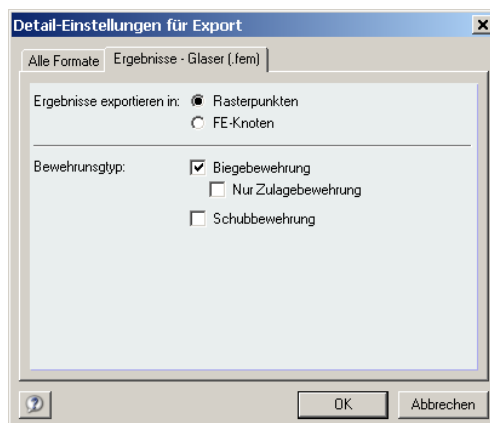 Detail-Einstellungen für Export
Alle Formate
Ergebnisse - Glaser (.fem)
Ergebnisse exportieren in:
Rasterpunkten
FE-Knoten
Bewehrunsgtyp:
Biegebewehrung
Nur Zulagebewehrung
Schubbewehrung
OK
Abbrechen